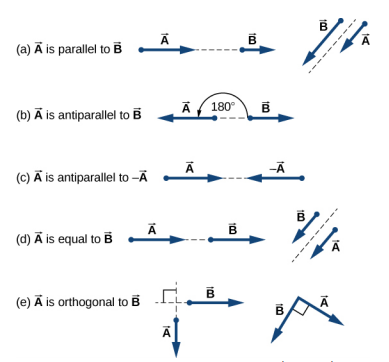 (a) A⃗ is parallel to B⃗ A⃗ B⃗ B⃗ A⃗
(b) A⃗ is antiparallel to B⃗ A⃗ 180° B⃗
(c) A⃗ is antiparallel to –A⃗ A⃗ –A⃗
(d) A⃗ is equal to B⃗ A⃗ B⃗ B⃗ A⃗
(e) A⃗ is orthogonal to B⃗ A⃗ B⃗ B⃗ A⃗